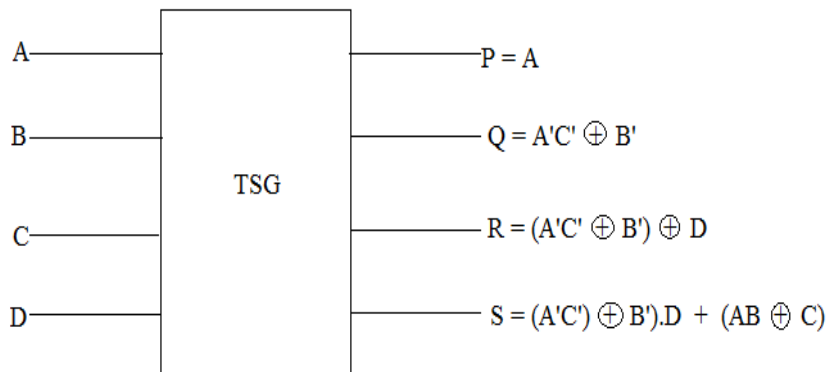 A
P = A
B
Q = A'C' ⊕ B'
TSG
C
R = (A'C' ⊕ B') ⊕ D
D
S = (A'C') ⊕ B').D + (AB ⊕ C)